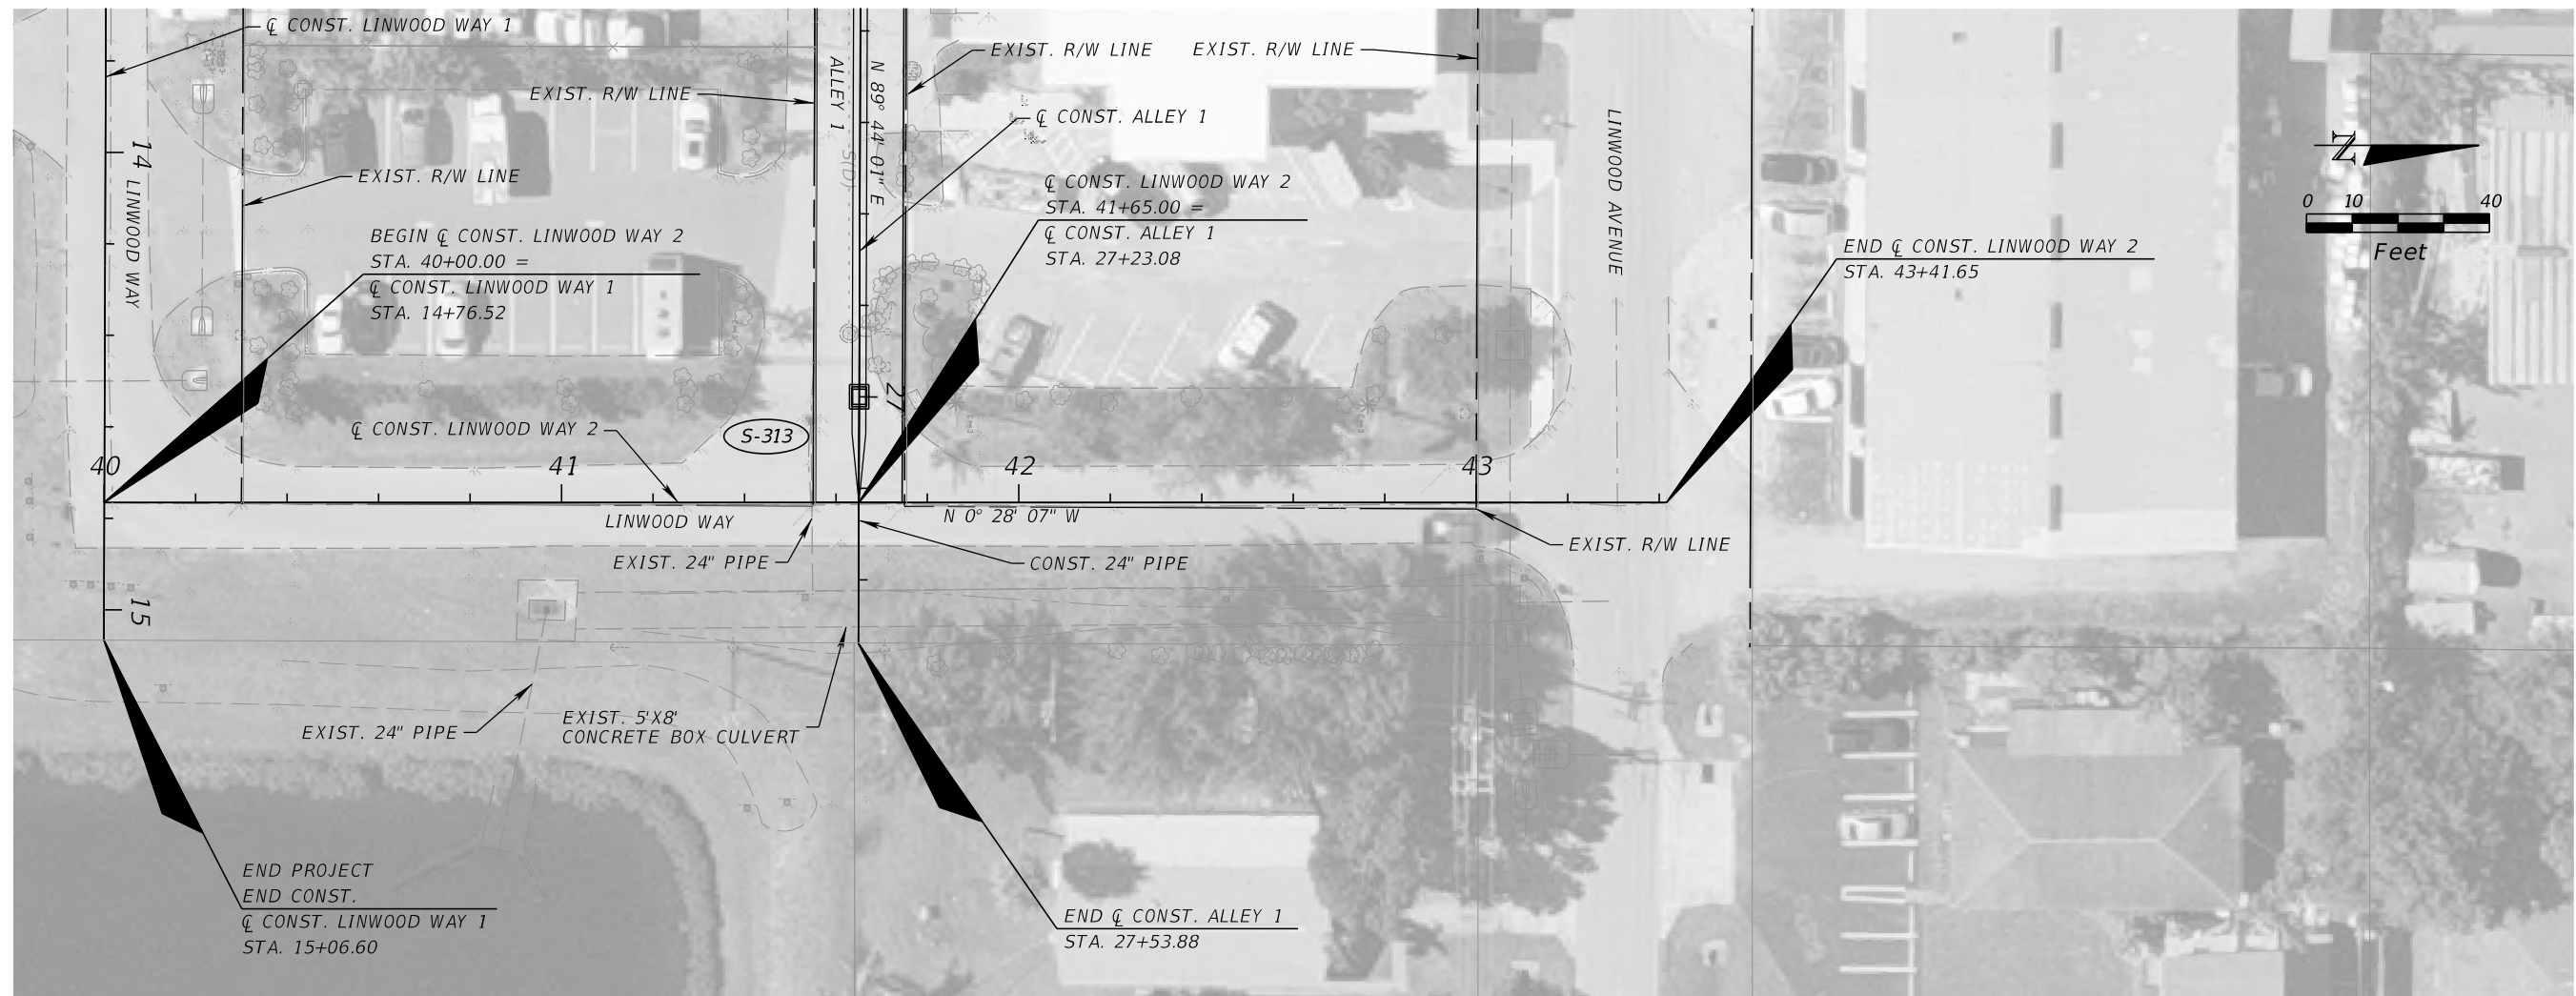 ℄ CONST. LINWOOD WAY 1
EXIST. R/W LINE
EXIST. R/W LINE
EXIST. R/W LINE
ALLEY 1
S(D)
N 89° 44' 01" E
℄ CONST. ALLEY 1
14
LINWOOD WAY
EXIST. R/W LINE
LINWOOD AVENUE
N
0 10 40
Feet
BEGIN ℄ CONST. LINWOOD WAY 2
STA. 40+00.00 =
℄ CONST. LINWOOD WAY 1
STA. 14+76.52
℄ CONST. LINWOOD WAY 2
STA. 41+65.00 =
℄ CONST. ALLEY 1
STA. 27+23.08
END ℄ CONST. LINWOOD WAY 2
STA. 43+41.65
27
℄ CONST. LINWOOD WAY 2
S-313
40
41
42
43
LINWOOD WAY
N 0° 28' 07" W
EXIST. 24" PIPE
CONST. 24" PIPE
EXIST. R/W LINE
15
EXIST. 24" PIPE
EXIST. 5'X8'
CONCRETE BOX CULVERT
END PROJECT
END CONST.
℄ CONST. LINWOOD WAY 1
STA. 15+06.60
END ℄ CONST. ALLEY 1
STA. 27+53.88